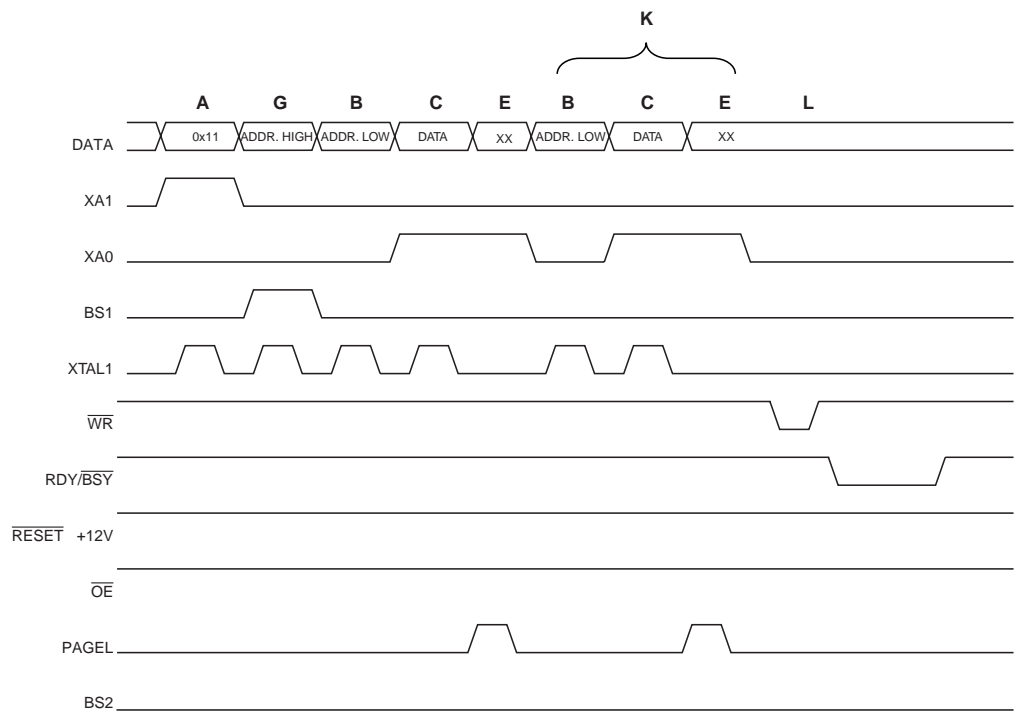 K
A G B C E B C E L
DATA 0x11 ADDR. HIGH ADDR. LOW DATA XX ADDR. LOW DATA XX
XA1
XA0
BS1
XTAL1
WR
RDY/BSY
RESET +12V
OE
PAGEL
BS2